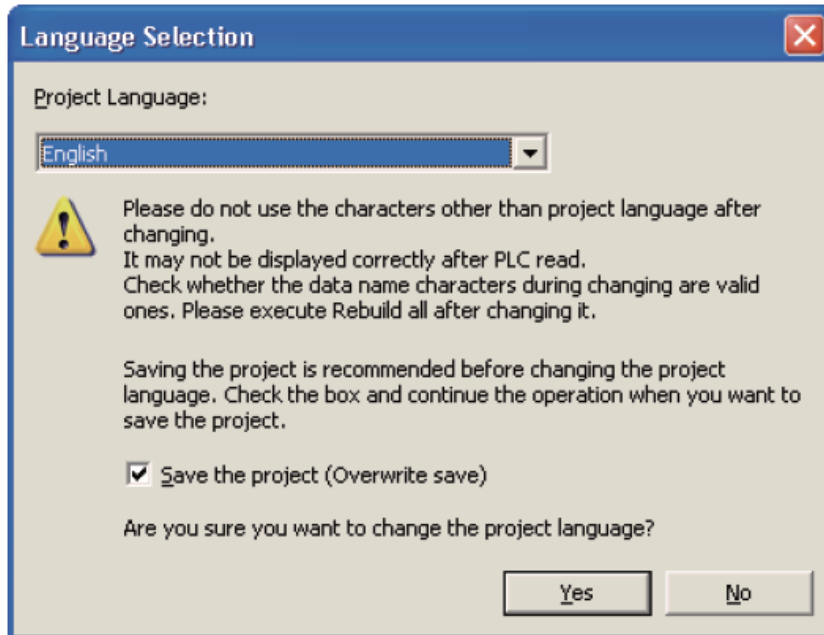 Language Selection
Project Language:
English
Please do not use the characters other than project language after
changing.
It may not be displayed correctly after PLC read.
Check whether the data name characters during changing are valid
ones. Please execute Rebuild all after changing it.
Saving the project is recommended before changing the project
language. Check the box and continue the operation when you want to
save the project.
Save the project (Overwrite save)
Are you sure you want to change the project language?
Yes
No